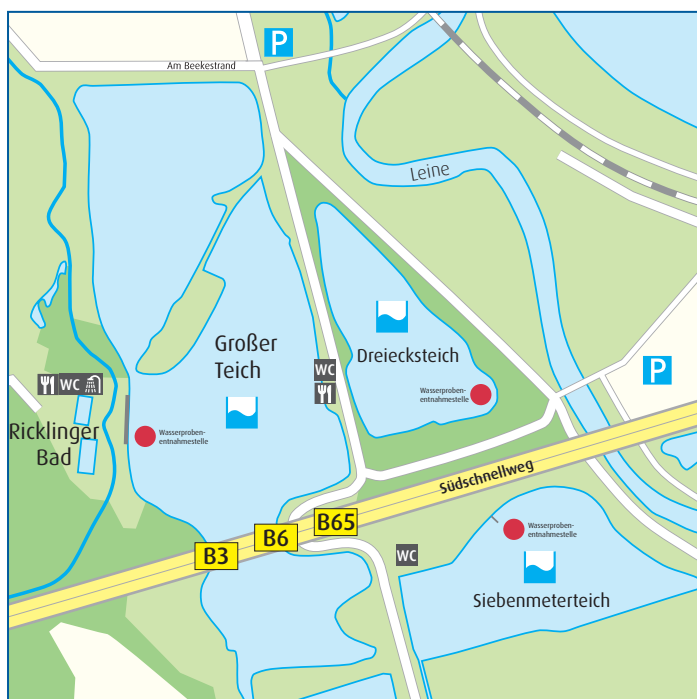 P
Am Beekestrand
Leine
Großer
Teich
Dreiecksteich
WC
P
WC
Wasserproben-
entnahmestelle
Ricklinger
Bad
Wasserproben-
entnahmestelle
Südschnellweg
B65
B6
B3
Wasserproben-
entnahmestelle
WC
Siebenmeterteich